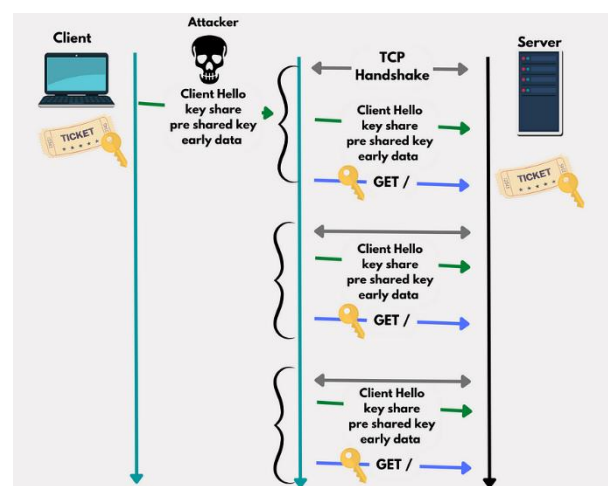 Client
Attacker
Server
TCP
Handshake
Client Hello
key share
pre shared key
early data
TICKET
Client Hello
key share
pre shared key
early data
GET /
TICKET
Client Hello
key share
pre shared key
early data
GET /
Client Hello
key share
pre shared key
early data
GET /